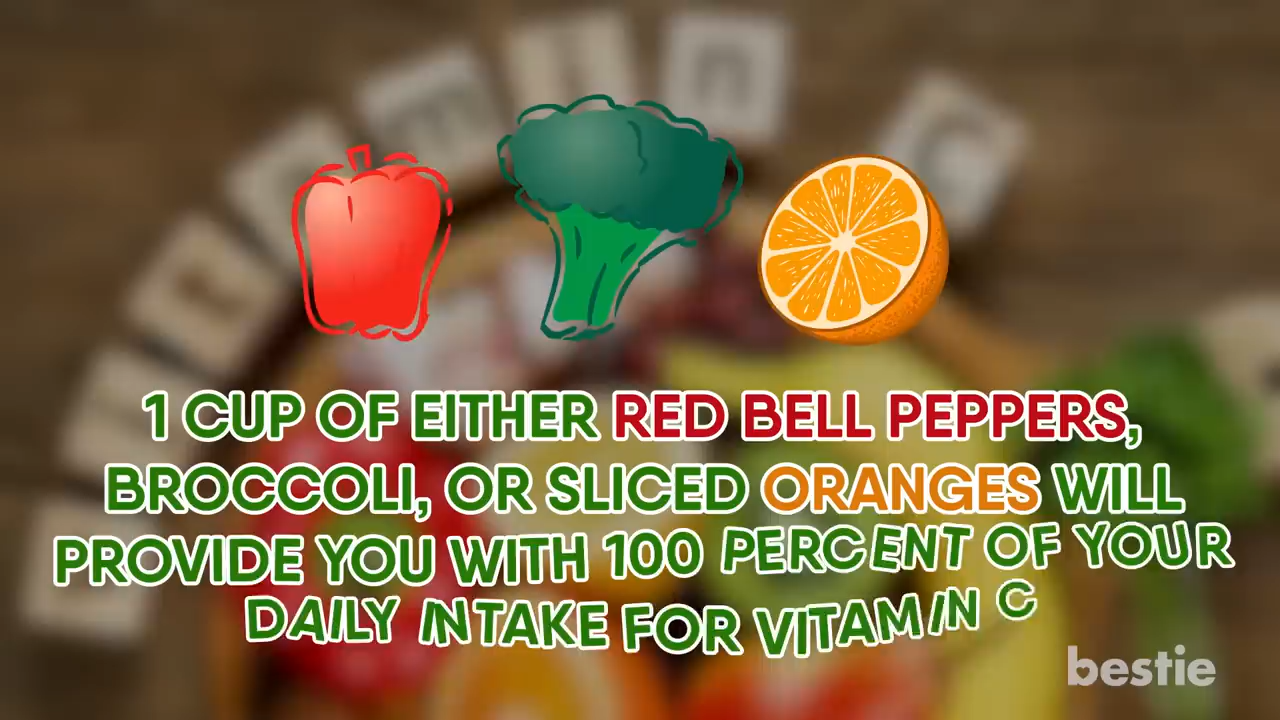 1 CUP OF EITHER RED BELL PEPPERS,
BROCCOLI, OR SLICED ORANGES WILL
PROVIDE YOU WITH 100 PERCENT OF YOUR
DAILY INTAKE FOR VITAMIN C
bestie